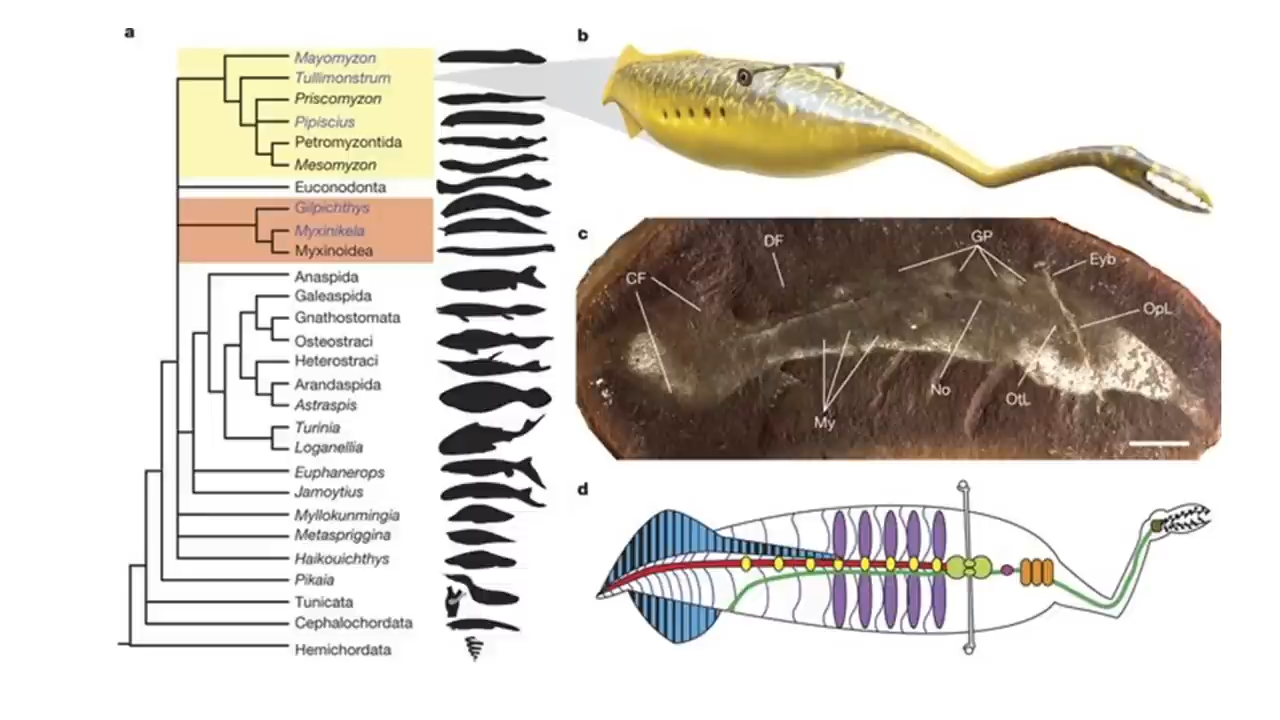 a
Mayomyzon
Tullimonstrum
Priscomyzon
Pipiscius
Petromyzontida
Mesomyzon
Euconodonta
Gilpichthys
Myxinikela
Myxinoidea
Anaspida
Galeaspida
Gnathostomata
Osteostraci
Heterostraci
Arandaspida
Astraspis
Turinia
Loganellia
Euphanerops
Jamoytius
Myllokunmingia
Metaspriggina
Haikouichthys
Pikaia
Tunicata
Cephalochordata
Hemichordata
b
c
CF
DF
GP
Eyb
OpL
My
No
OtL
d